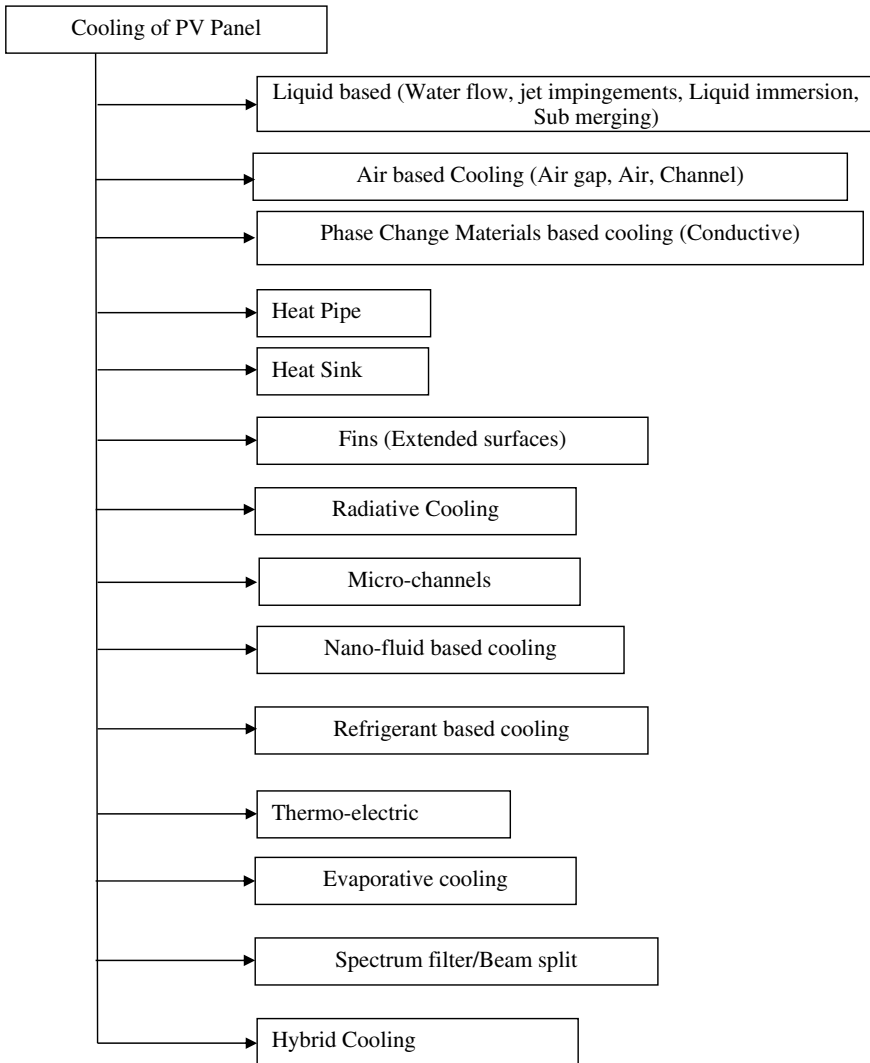 Cooling of PV Panel
Liquid based (Water flow, jet impingements, Liquid immersion,
Sub merging)
Air based Cooling (Air gap, Air, Channel)
Phase Change Materials based cooling (Conductive)
Heat Pipe
Heat Sink
Fins (Extended surfaces)
Radiative Cooling
Micro-channels
Nano-fluid based cooling
Refrigerant based cooling
Thermo-electric
Evaporative cooling
Spectrum filter/Beam split
Hybrid Cooling